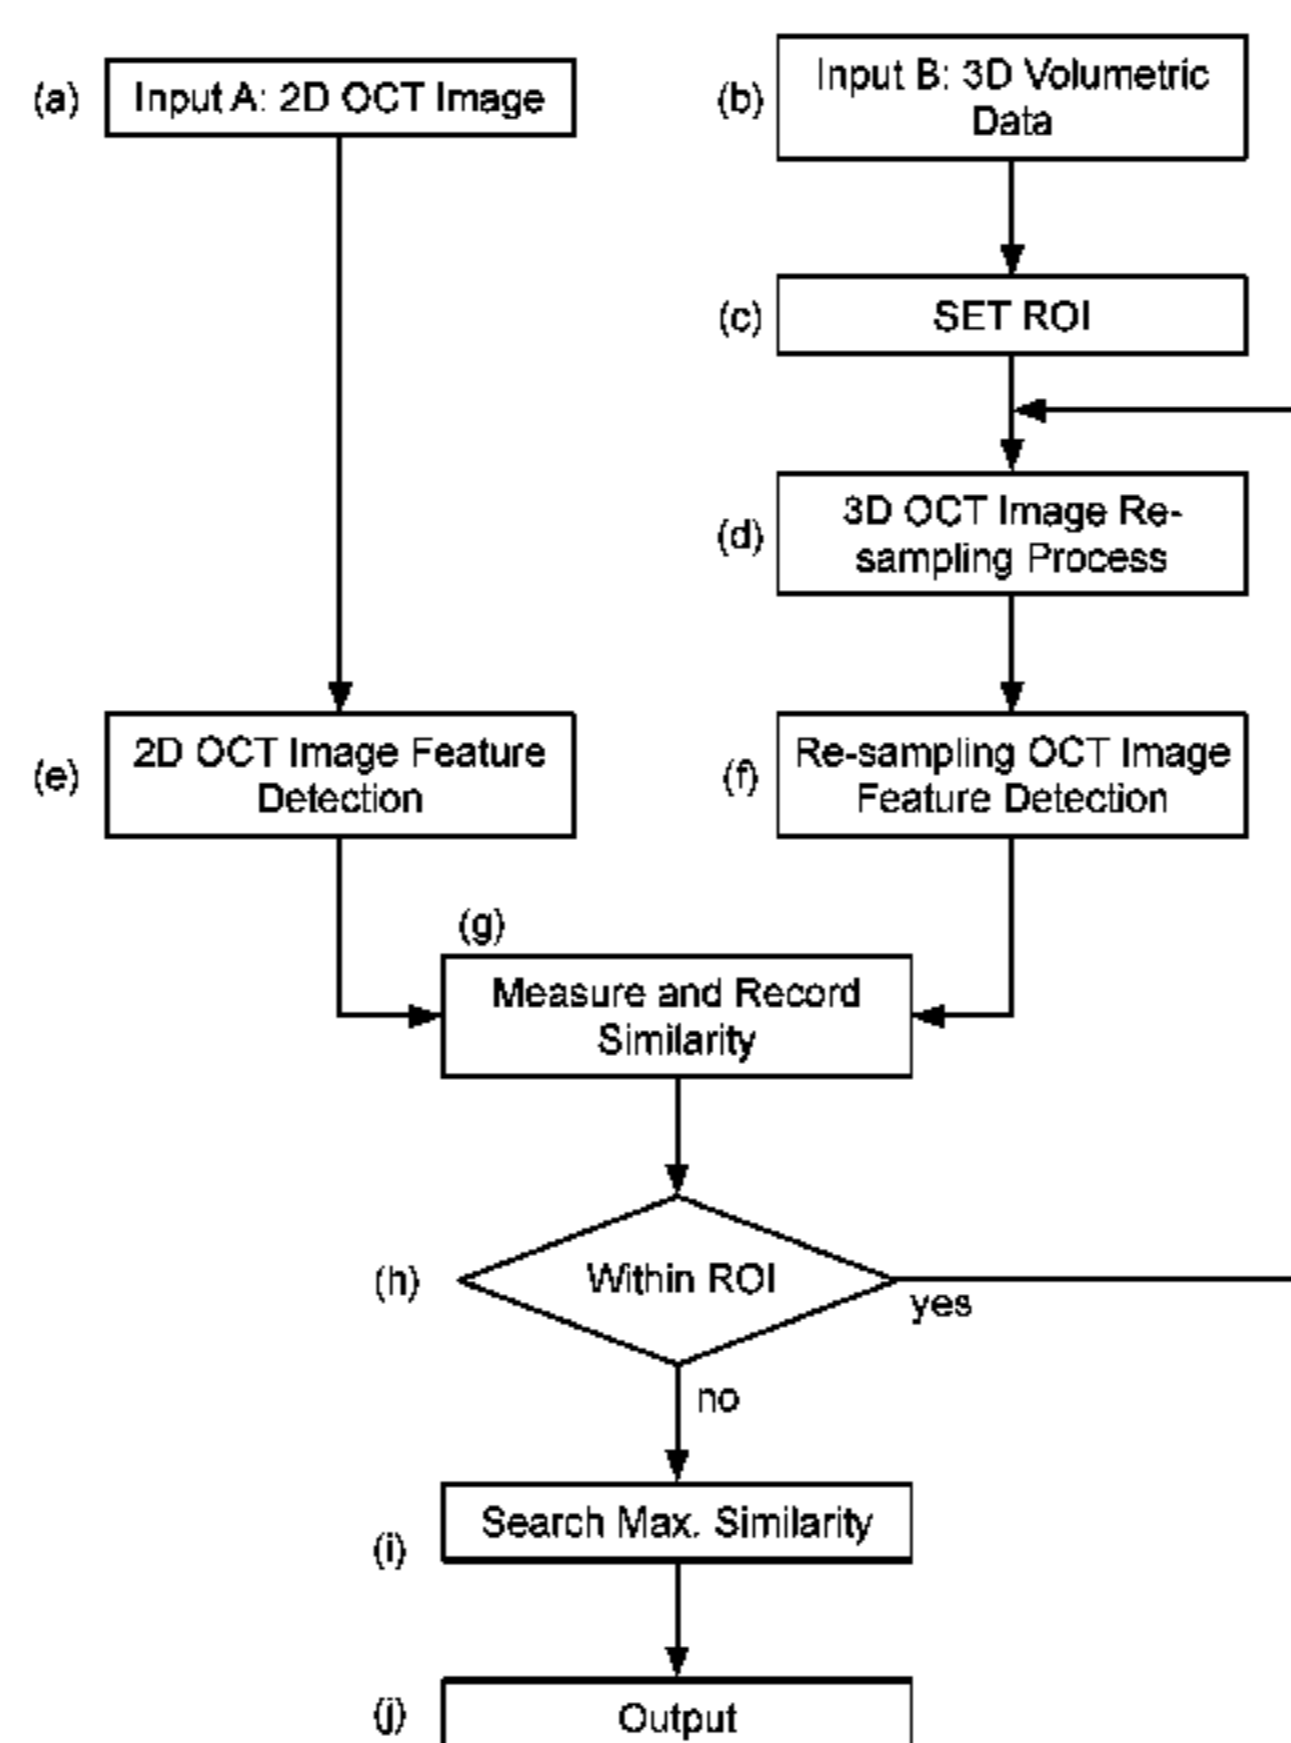 (a)
Input A: 2D OCT Image
(b)
Input B: 3D Volumetric
Data
(c)
SET ROI
(d)
3D OCT Image Re-
sampling Process
(e)
2D OCT Image Feature
Detection
(f)
Re-sampling OCT Image
Feature Detection
(g)
Measure and Record
Similarity
(h)
Within ROI
yes
no
(i)
Search Max. Similarity
(j)
Output